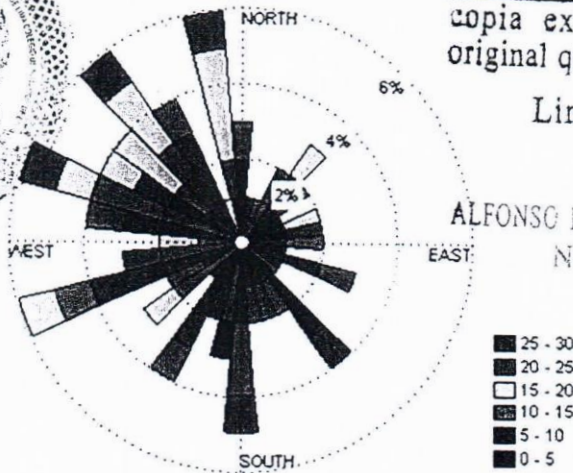 copia ex
original q
Lir
ALFONSO
N
NORTH
6%
4%
2%
WEST
EAST
SOUTH
25 - 30
20 - 25
15 - 20
10 - 15
5 - 10
0 - 5